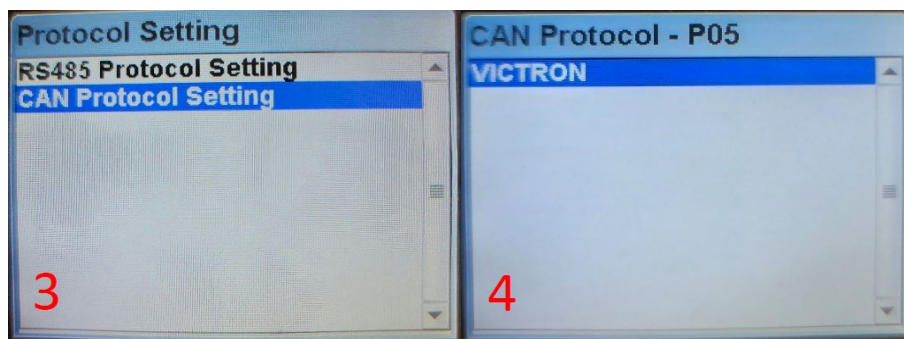 Protocol Setting
RS485 Protocol Setting
CAN Protocol Setting
3
CAN Protocol - P05
VICTRON
4